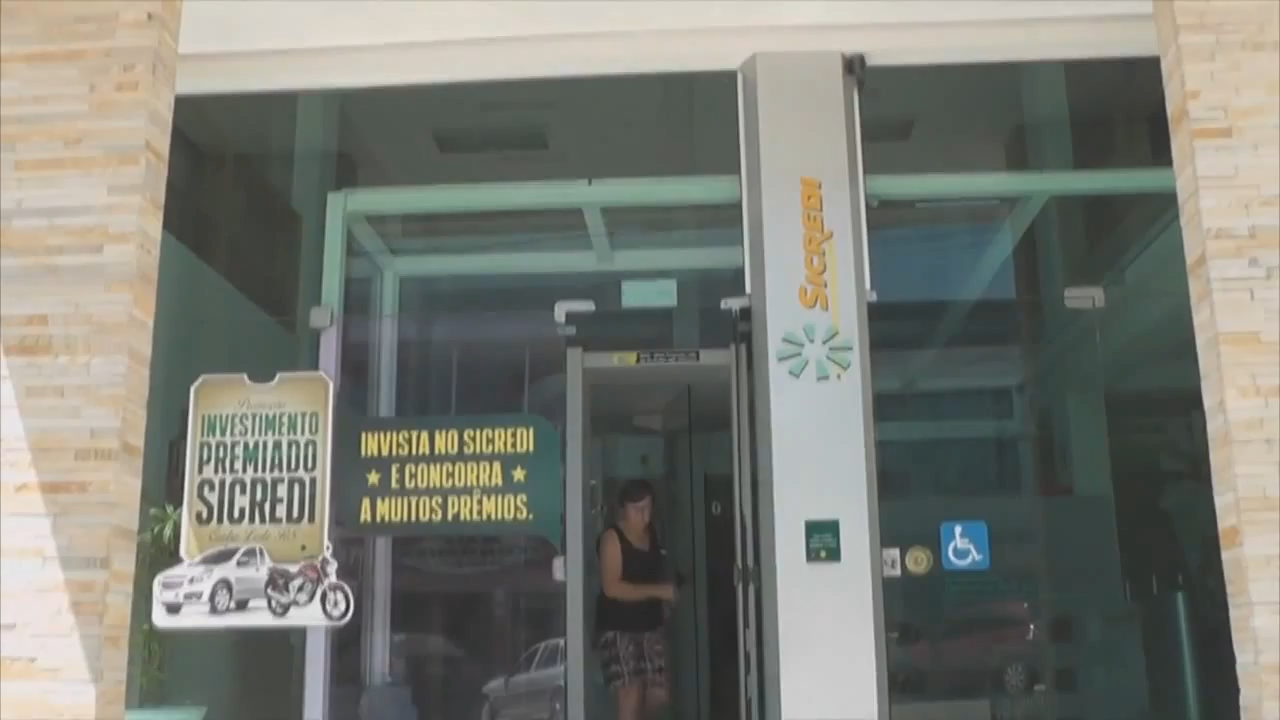 Promoção
INVESTIMENTO
PREMIADO
SICREDI
INVISTA NO SICREDI
E CONCORRA
A MUITOS PRÊMIOS.
SICREDI